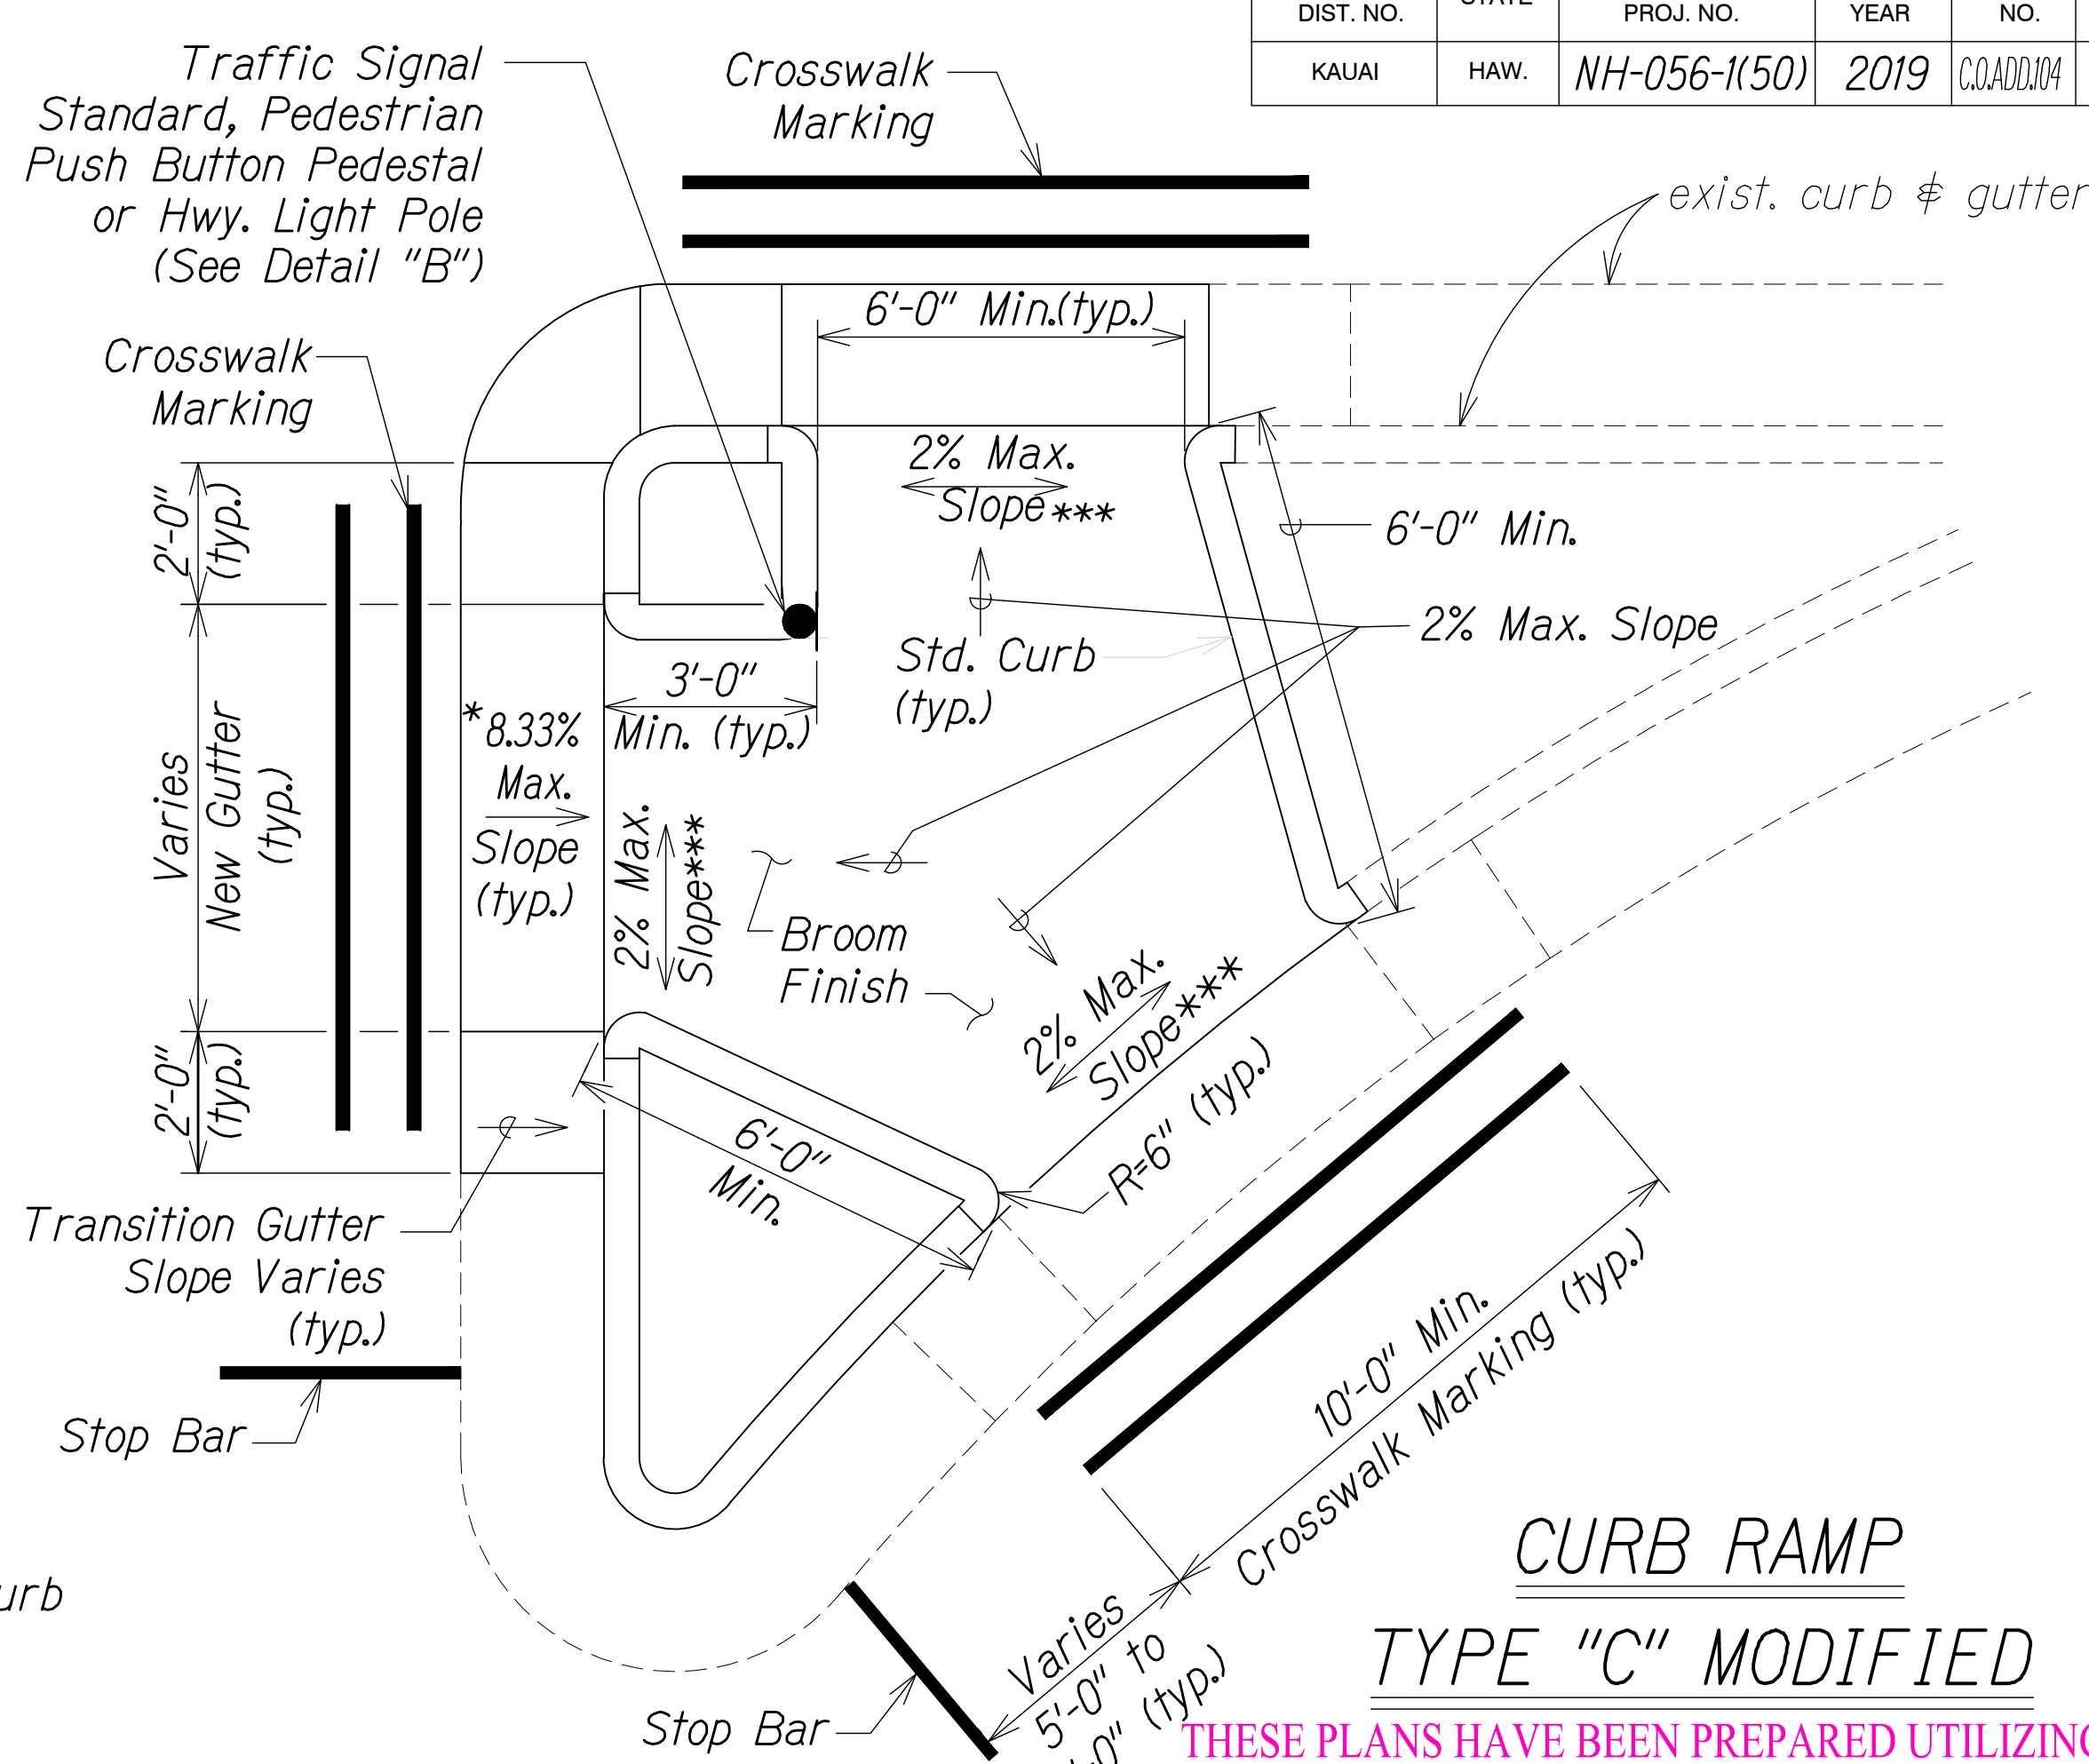 DIST. NO.
PROJ. NO.
YEAR
NO.
KAUAI
HAW.
NH-056-1(50)
2019
C.O.ADD.104
Traffic Signal
Standard, Pedestrian
Push Button Pedestal
or Hwy. Light Pole
(See Detail "B")
Crosswalk
Marking
exist. curb & gutter
6'-0" Min.(typ.)
Crosswalk
Marking
2% Max.
Slope***
2'-0"
(typ.)
6'-0" Min.
2% Max. Slope
Std. Curb
(typ.)
3'-0"
Min. (typ.)
*8.33%
Max.
Slope
(typ.)
Varies
New Gutter
(typ.)
2% Max.
Slope***
Broom
Finish
2% Max.
Slope***
2'-0"
(typ.)
6'-0"
Min.
R=6" (typ.)
Transition Gutter
Slope Varies
(typ.)
10'-0" Min.
Crosswalk Marking (typ.)
Stop Bar
Varies
5'-0" to
(typ.)
Stop Bar
CURB RAMP
TYPE "C" MODIFIED
THESE PLANS HAVE BEEN PREPARED UTILIZING